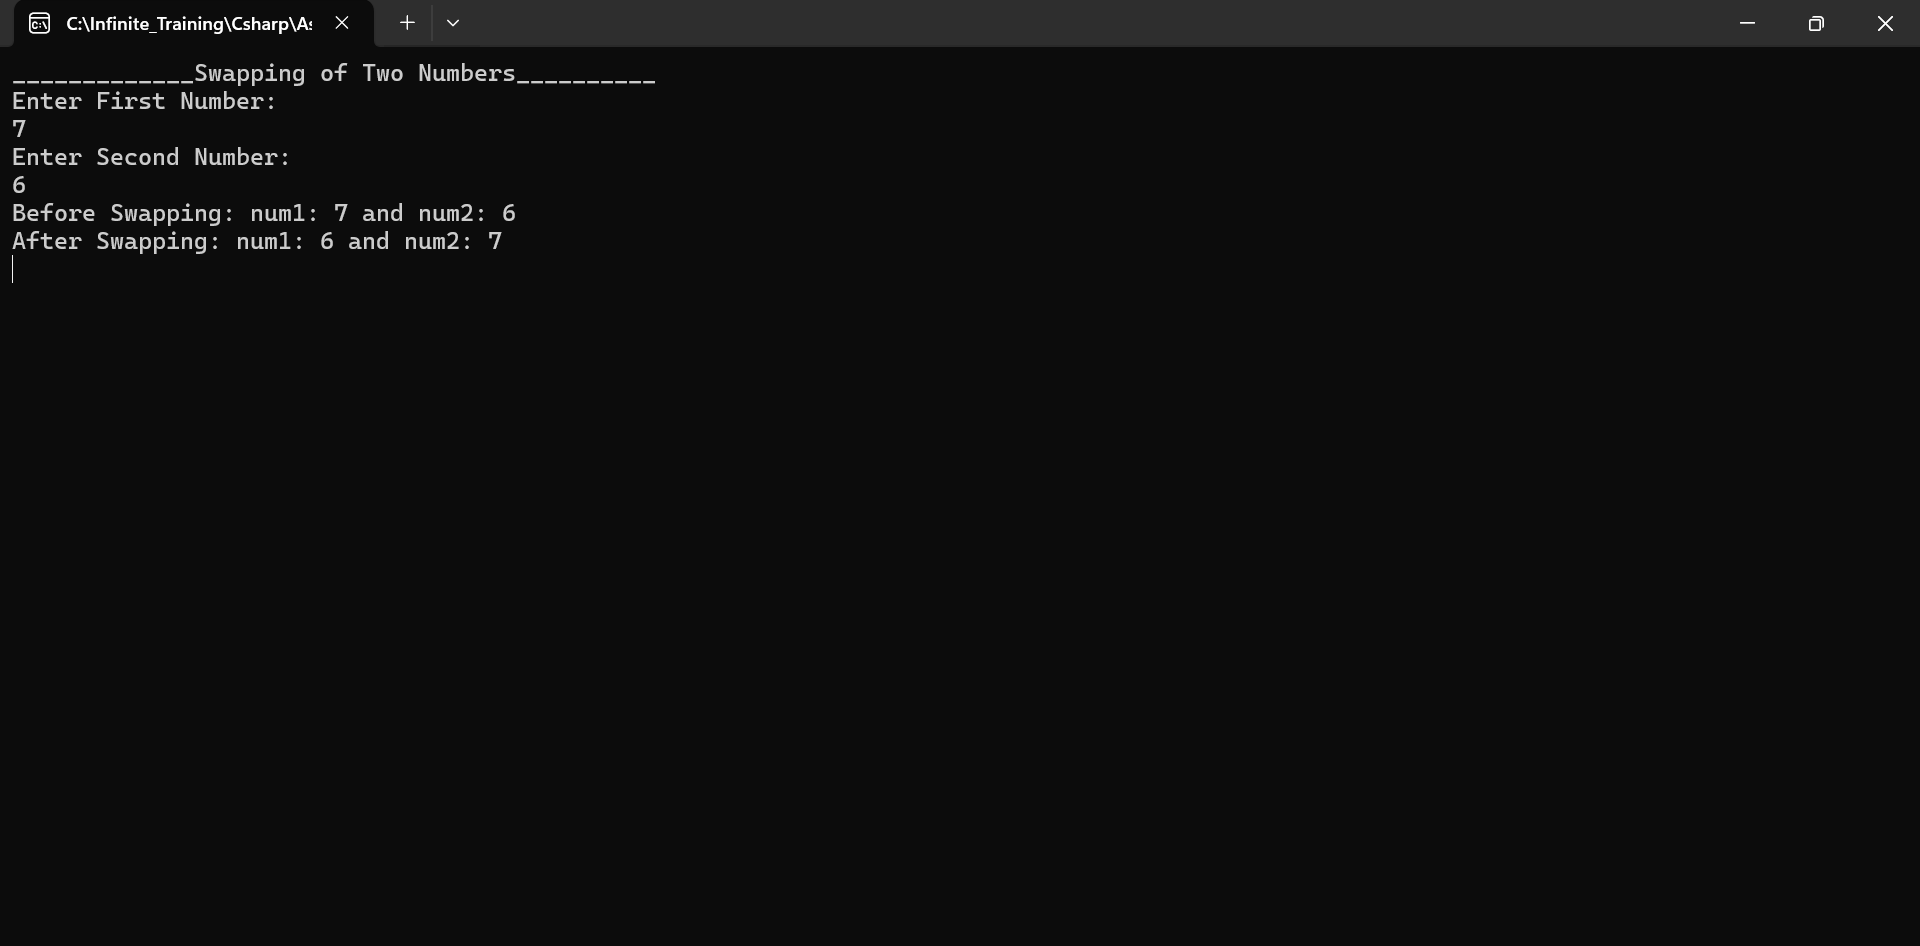 C:\Infinite_Training\Csharp\A
_____________Swapping of Two Numbers__________
Enter First Number:
7
Enter Second Number:
6
Before Swapping: num1: 7 and num2: 6
After Swapping: num1: 6 and num2: 7